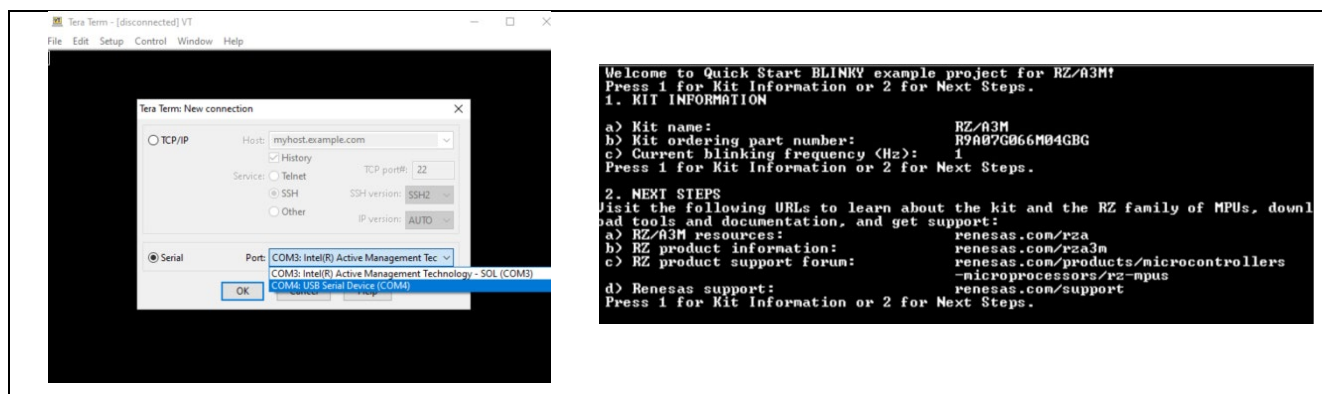 Tera Term - [disconnected] VT
File Edit Setup Control Window Help
Tera Term: New connection
TCP/IP
Host: myhost.example.com
History
Service: Telnet
TCP port#: 22
SSH
SSH version: SSH2
Other
IP version: AUTO
Serial
Port: COM3: Intel(R) Active Management Tec
COM3: Intel(R) Active Management Technology - SOL (COM3)
COM4: USB Serial Device (COM4)
OK
Welcome to Quick Start BLINKY example project for RZ/A3M!
Press 1 for Kit Information or 2 for Next Steps.
1. KIT INFORMATION
a) Kit name: RZ/A3M
b) Kit ordering part number: R9A07G066M04GBG
c) Current blinking frequency (Hz): 1
Press 1 for Kit Information or 2 for Next Steps.
2. NEXT STEPS
Visit the following URLs to learn about the kit and the RZ family of MPUs, downl
oad tools and documentation, and get support:
a) RZ/A3M resources: renesas.com/rza
b) RZ product information: renesas.com/rza3m
c) RZ product support forum: renesas.com/products/microcontrollers
-microprocessors/rz-mpus
d) Renesas support: renesas.com/support
Press 1 for Kit Information or 2 for Next Steps.